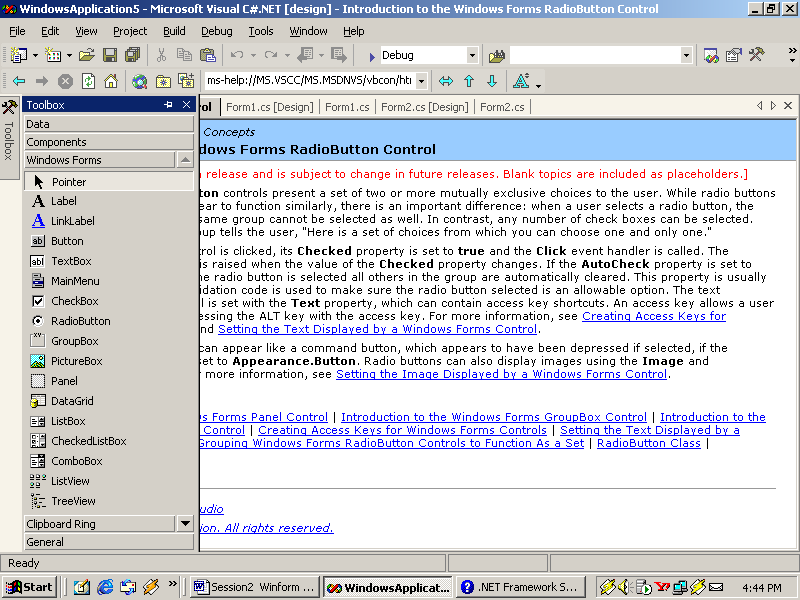 WindowsApplication5 - Microsoft Visual C#.NET [design] - Introduction to the Windows Forms RadioButton Control
File Edit View Project Build Debug Tools Window Help
Debug
ms-help://MS.VSCC/MS.MSDNVS/vbcon/ht
Toolbox
Toolbox
Form1.cs [Design] Form1.cs Form2.cs [Design] Form2.cs
Data
Components
Windows Forms
Pointer
Label
LinkLabel
Button
TextBox
MainMenu
CheckBox
RadioButton
GroupBox
PictureBox
Panel
DataGrid
ListBox
CheckedListBox
ComboBox
ListView
TreeView
Clipboard Ring
General
Concepts
dows Forms RadioButton Control
release and is subject to change in future releases. Blank topics are included as placeholders.]
ton controls present a set of two or more mutually exclusive choices to the user. While radio buttons
ear to function similarly, there is an important difference: when a user selects a radio button, the
same group cannot be selected as well. In contrast, any number of check boxes can be selected.
up tells the user, "Here is a set of choices from which you can choose one and only one."
trol is clicked, its Checked property is set to true and the Click event handler is called. The
is raised when the value of the Checked property changes. If the AutoCheck property is set to
he radio button is selected all others in the group are automatically cleared. This property is usually
idation code is used to make sure the radio button selected is an allowable option. The text
l is set with the Text property, which can contain access key shortcuts. An access key allows a user
essing the ALT key with the access key. For more information, see Creating Access Keys for
nd Setting the Text Displayed by a Windows Forms Control.
can appear like a command button, which appears to have been depressed if selected, if the
et to Appearance.Button. Radio buttons can also display images using the Image and
r more information, see Setting the Image Displayed by a Windows Forms Control.
ws Forms Panel Control | Introduction to the Windows Forms GroupBox Control | Introduction to the
Control | Creating Access Keys for Windows Forms Controls | Setting the Text Displayed by a
Grouping Windows Forms RadioButton Controls to Function As a Set | RadioButton Class |
udio
ion. All rights reserved.
Ready
Start Session2 Winform ... WindowsApplicat... .NET Framework S... 4:44 PM